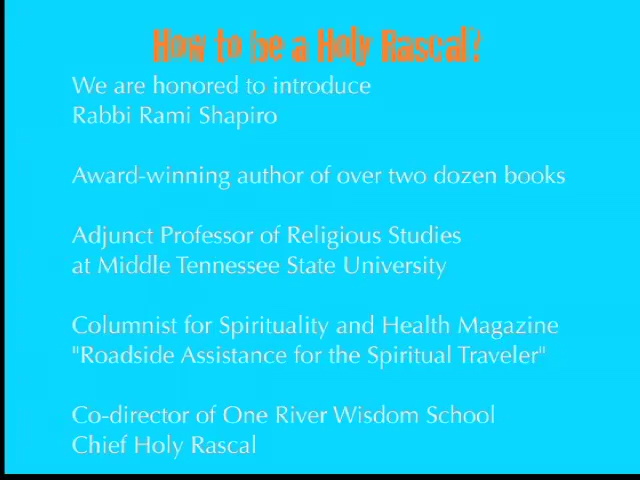 How to be a Holy Rascal?
We are honored to introduce
Rabbi Rami Shapiro
Award-winning author of over two dozen books
Adjunct Professor of Religious Studies
at Middle Tennessee State University
Columnist for Spirituality and Health Magazine
"Roadside Assistance for the Spiritual Traveler"
Co-director of One River Wisdom School
Chief Holy Rascal